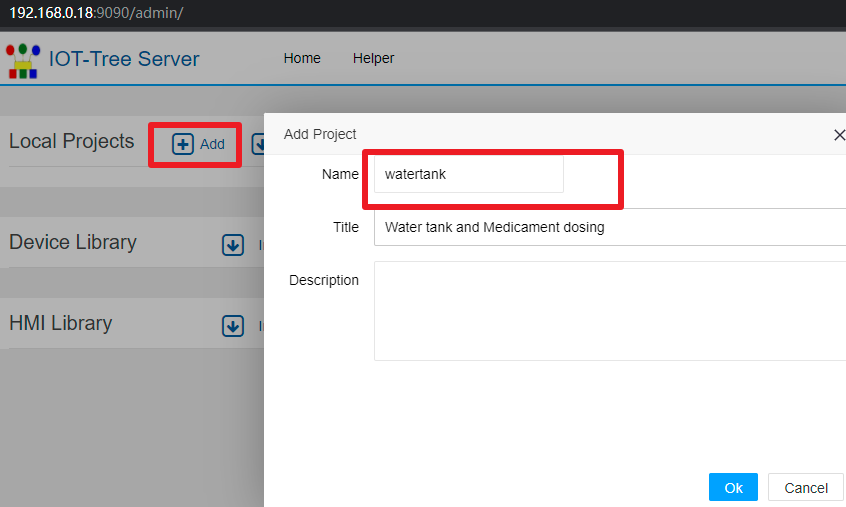 192.168.0.18:9090/admin/
IOT-Tree Server
Home
Helper
Local Projects
Add
Add Project
Name
watertank
Title
Water tank and Medicament dosing
Device Library
Description
HMI Library
Ok
Cancel